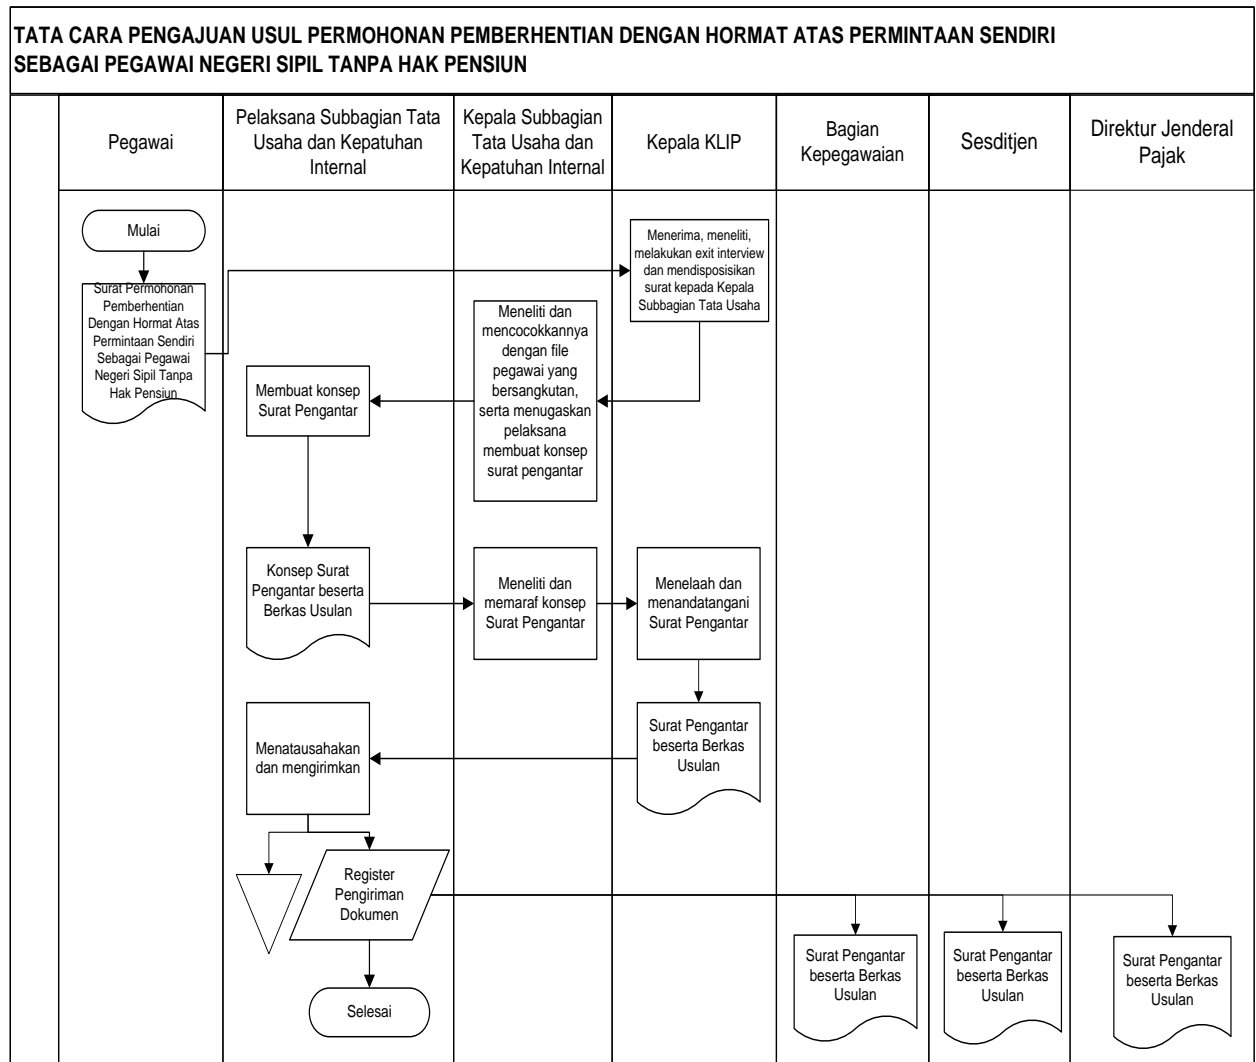 TATA CARA PENGAJUAN USUL PERMOHONAN PEMBERHENTIAN DENGAN HORMAT ATAS PERMINTAAN SENDIRI
SEBAGAI PEGAWAI NEGERI SIPIL TANPA HAK PENSIUN
Pegawai
Pelaksana Subbagian Tata
Usaha dan Kepatuhan
Internal
Kepala Subbagian
Tata Usaha dan
Kepatuhan Internal
Kepala KLIP
Bagian
Kepegawaian
Sesditjen
Direktur Jenderal
Pajak
Mulai
Surat Permohonan
Pemberhentian
Dengan Hormat Atas
Permintaan Sendiri
Sebagai Pegawai
Negeri Sipil Tanpa
Hak Pensiun
Menerima, meneliti,
melakukan exit interview
dan mendisposisikan
surat kepada Kepala
Subbagian Tata Usaha
Meneliti dan
mencocokkannya
dengan file
pegawai yang
bersangkutan,
serta menugaskan
pelaksana
membuat konsep
surat pengantar
Membuat konsep
Surat Pengantar
Konsep Surat
Pengantar beserta
Berkas Usulan
Meneliti dan
memaraf konsep
Surat Pengantar
Menelaah dan
menandatangani
Surat Pengantar
Surat Pengantar
beserta Berkas
Usulan
Menatausahakan
dan mengirimkan
Register
Pengiriman
Dokumen
Selesai
Surat Pengantar
beserta Berkas
Usulan
Surat Pengantar
beserta Berkas
Usulan
Surat Pengantar
beserta Berkas
Usulan